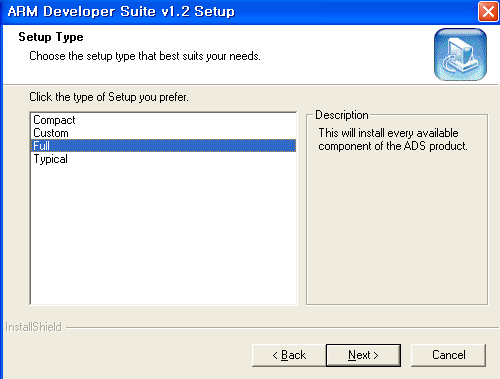 ARM Developer Suite v1.2 Setup
Setup Type
Choose the setup type that best suits your needs.
Click the type of Setup you prefer.
Compact
Custom
Full
Typical
Description
This will install every available
component of the ADS product.
InstallShield
< Back
Next >
Cancel